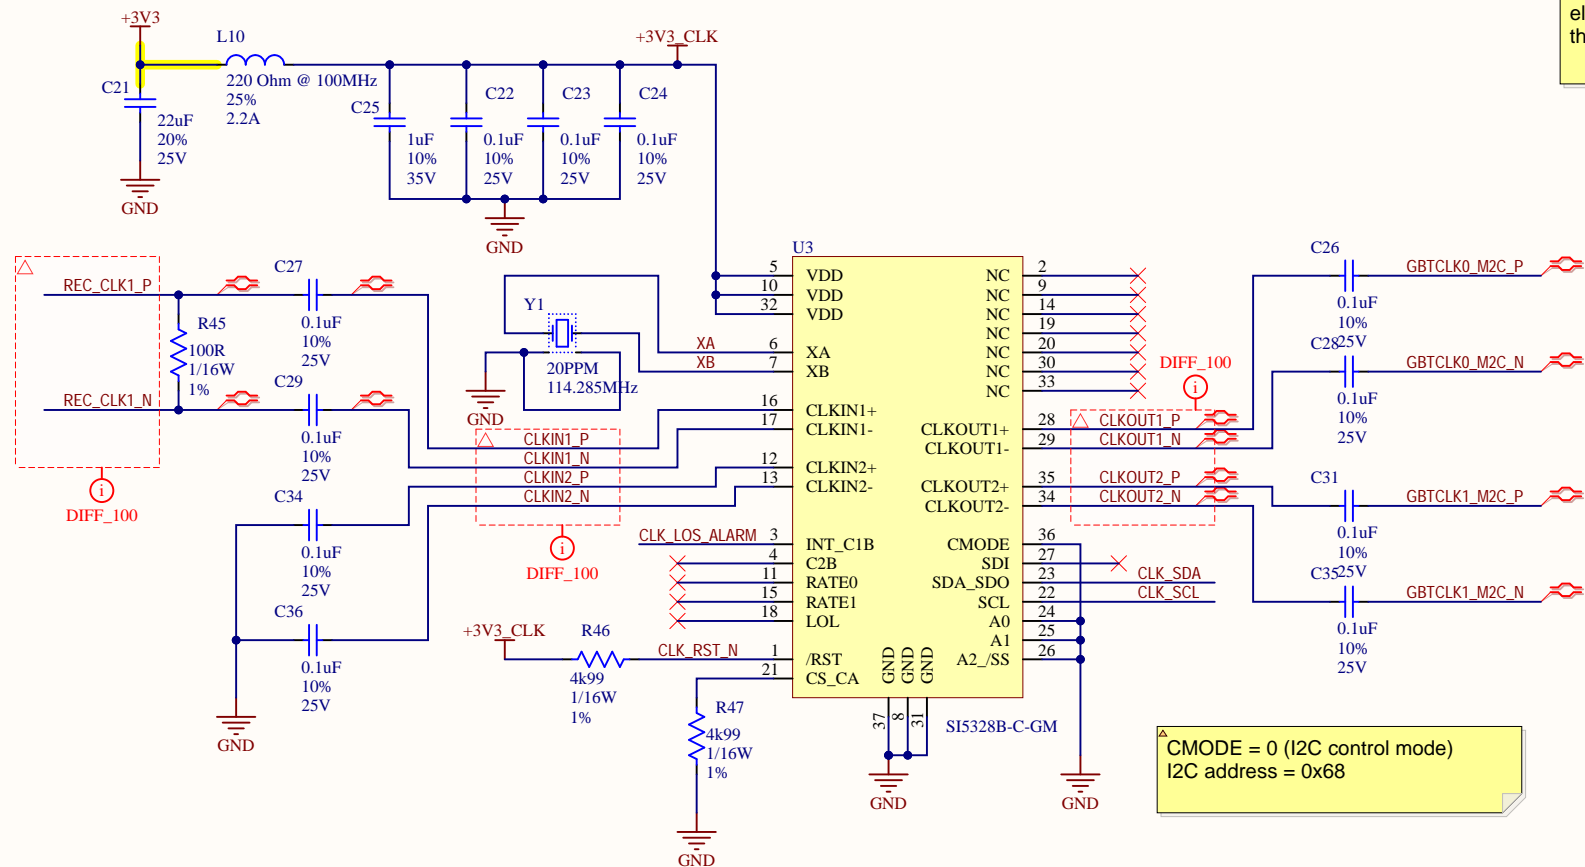 +3V3
L10
220 Ohm @ 100MHz
25%
2.2A
C21
22uF
20%
25V
GND
+3V3_CLK
C25
1uF
10%
35V
C22
0.1uF
10%
25V
C23
0.1uF
10%
25V
C24
0.1uF
10%
25V
GND
el
th
REC_CLK1_P
REC_CLK1_N
R45
100R
1/16W
1%
DIFF_100
C27
0.1uF
10%
25V
C29
0.1uF
10%
25V
C34
0.1uF
10%
25V
C36
0.1uF
10%
25V
GND
Y1
20PPM
114.285MHz
GND
XA
XB
CLKIN1_P
CLKIN1_N
CLKIN2_P
CLKIN2_N
DIFF_100
CLK_LOS_ALARM
+3V3_CLK
R46
4k99
1/16W
1%
CLK_RST_N
R47
4k99
1/16W
1%
GND
U3
5 VDD
10 VDD
32 VDD
6 XA
7 XB
16 CLKIN1+
17 CLKIN1-
12 CLKIN2+
13 CLKIN2-
3 INT_C1B
4 C2B
11 RATE0
15 RATE1
18 LOL
1 /RST
21 CS_CA
NC 2
NC 9
NC 14
NC 19
NC 20
NC 30
NC 33
CLKOUT1+ 28
CLKOUT1- 29
CLKOUT2+ 35
CLKOUT2- 34
CMODE 36
SDI 27
SDA_SDO 23
SCL 22
A0 24
A1 25
A2_/SS 26
GND GND GND
37 8 31
SI5328B-C-GM
GND
GND
DIFF_100
CLKOUT1_P
CLKOUT1_N
CLKOUT2_P
CLKOUT2_N
CLK_SDA
CLK_SCL
C26
0.1uF
10%
25V
GBTCLK0_M2C_P
C28
0.1uF
10%
25V
GBTCLK0_M2C_N
C31
0.1uF
10%
25V
GBTCLK1_M2C_P
C35
0.1uF
10%
25V
GBTCLK1_M2C_N
CMODE = 0 (I2C control mode)
I2C address = 0x68